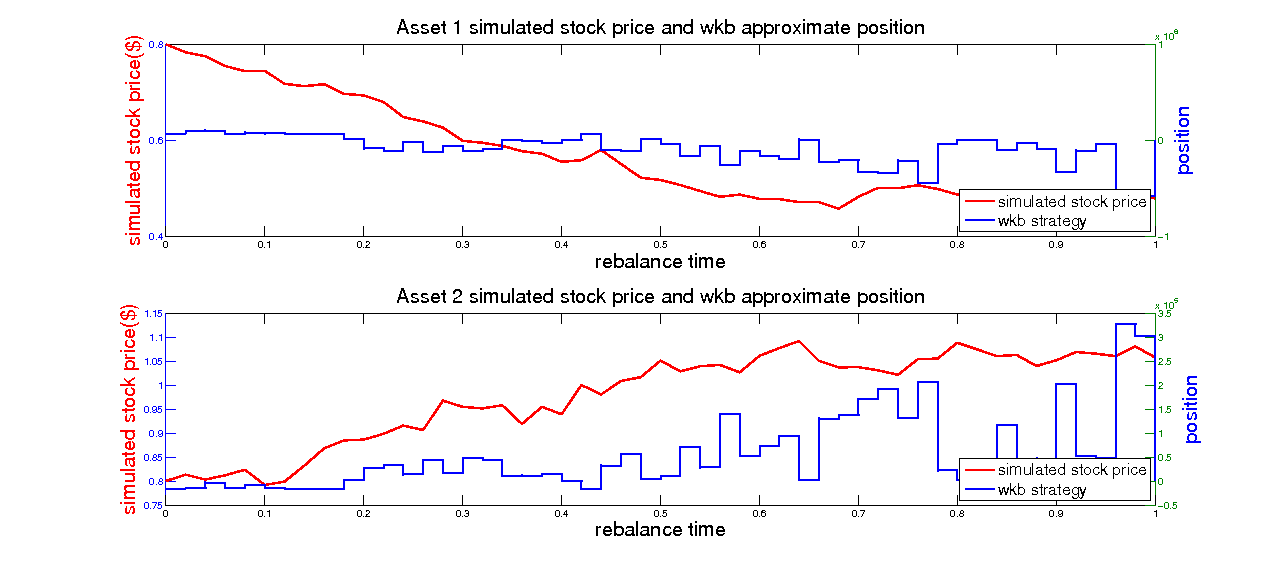 Asset 1 simulated stock price and wkb approximate position
x 10^6
simulated stock price($)
0.8
0.6
0.4
1
0
-1
position
simulated stock price
wkb strategy
0 0.1 0.2 0.3 0.4 0.5 0.6 0.7 0.8 0.9 1
rebalance time
Asset 2 simulated stock price and wkb approximate position
x 10^5
simulated stock price($)
1.15
1.1
1.05
1
0.95
0.9
0.85
0.8
0.75
3.5
3
2.5
2
1.5
1
0.5
0
-0.5
position
simulated stock price
wkb strategy
0 0.1 0.2 0.3 0.4 0.5 0.6 0.7 0.8 0.9 1
rebalance time